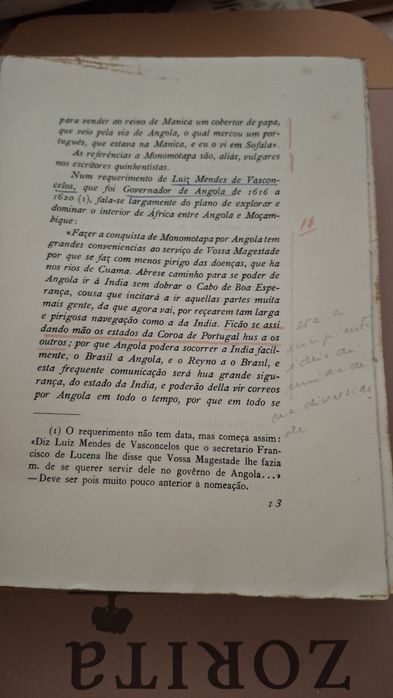 para vender ao reino de Manica um cobertor de papa,
que veio pela via de Angola, o qual mercou um por-
tuguês, que estava na Manica, e eu o vi em Sofala».
As referências a Monomotapa são, aliás, vulgares
nos escritores quinhentistas.
Num requerimento de Luiz Mendes de Vascon-
celos, que foi Governador de Angola de 1616 a
1620 (1), fala-se largamente do plano de explorar e
dominar o interior de África entre Angola e Moçam-
bique:
«Fazer a conquista de Monomotapa por Angola tem
grandes conveniencias ao serviço de Vossa Magestade
por que se faz com menos pirigo das doenças, que ha
nos rios de Cuama. Abrese caminho para se poder de
Angola ir á India sem dobrar o Cabo de Boa Espe-
rança, cousa que incitará a ir aquellas partes muita
mais gente, da que agora vai, por reçearem tam larga
e pirigosa navegação como a da India. Ficão se assi
dando mão os estados da Coroa de Portugal hus a os
outros; por que Angola podera socorrer a India facil-
mente, o Brasil a Angola, e o Reyno a o Brasil, e
esta frequente comunicação será hua grande sigu-
rança, do estado da India, e poderão della vir correos
por Angola em todo o tempo, por que em todo se
(1) O requerimento não tem data, mas começa assim:
«Diz Luiz Mendes de Vasconcelos que o secretario Fran-
cisco de Lucena lhe disse que Vossa Magestade lhe fazia
m. de se querer servir dele no govêrno de Angola...»
— Deve ser pois muito pouco anterior à nomeação.
13
ZORITA